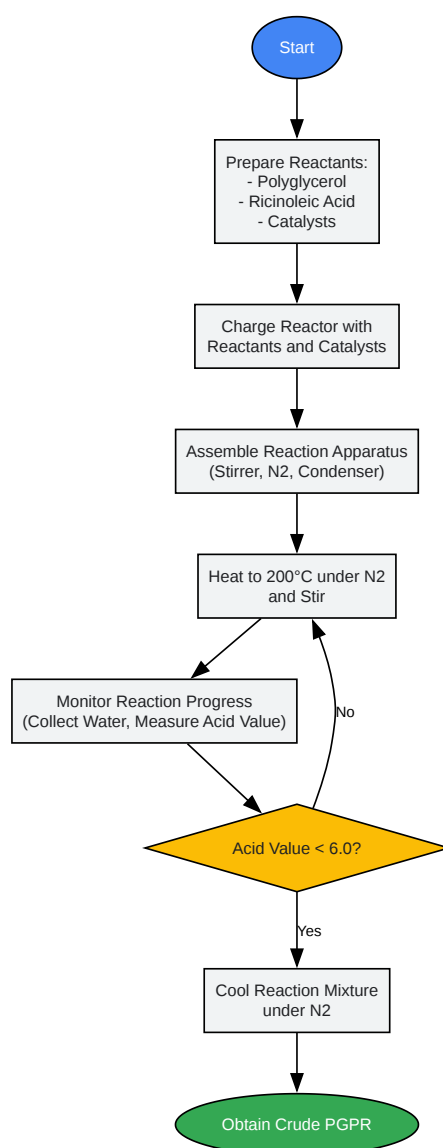 Start
Prepare Reactants:
- Polyglycerol
- Ricinoleic Acid
- Catalysts
Charge Reactor with
Reactants and Catalysts
Assemble Reaction Apparatus
(Stirrer, N2, Condenser)
Heat to 200°C under N2
and Stir
Monitor Reaction Progress
(Collect Water, Measure Acid Value)
No
Acid Value < 6.0?
Yes
Cool Reaction Mixture
under N2
Obtain Crude PGPR